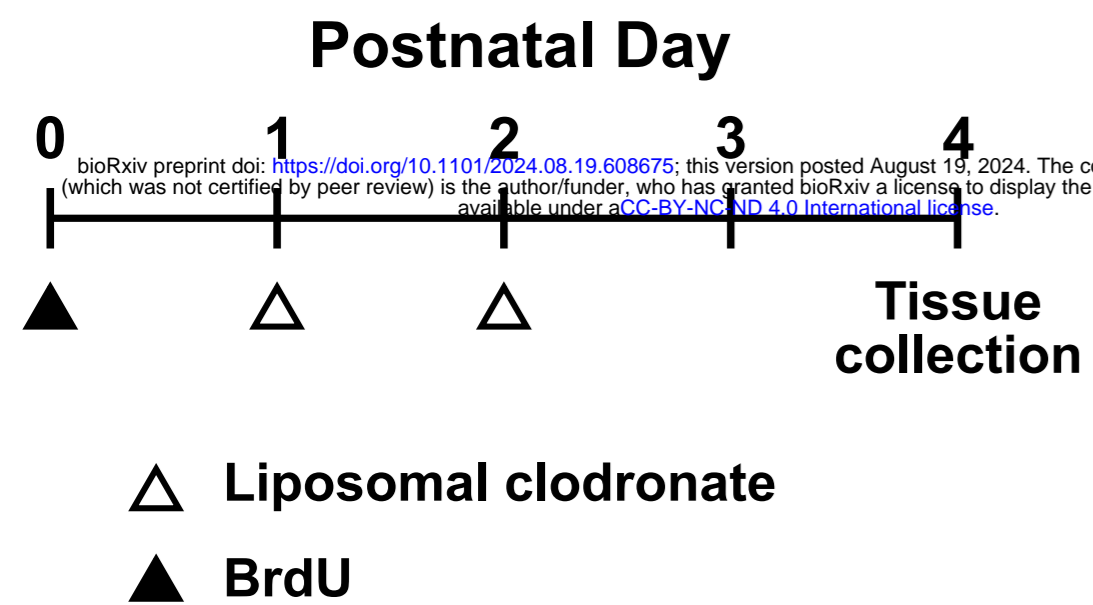 Postnatal Day
0 1 2 3 4
bioRxiv preprint doi: https://doi.org/10.1101/2024.08.19.608675; this version posted August 19, 2024. The
(which was not certified by peer review) is the author/funder, who has granted bioRxiv a license to display the
available under aCC-BY-NC-ND 4.0 International license.
Tissue
collection
Liposomal clodronate
BrdU